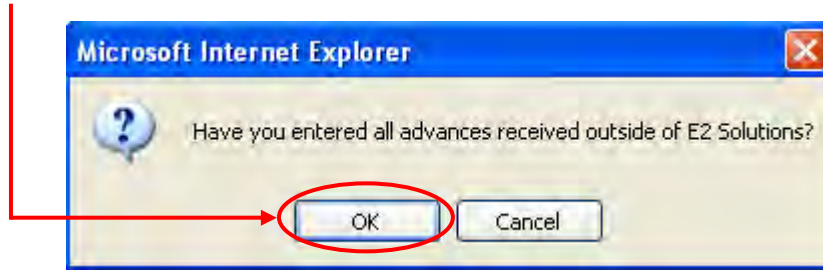 Microsoft Internet Explorer
Have you entered all advances received outside of E2 Solutions?
OK
Cancel